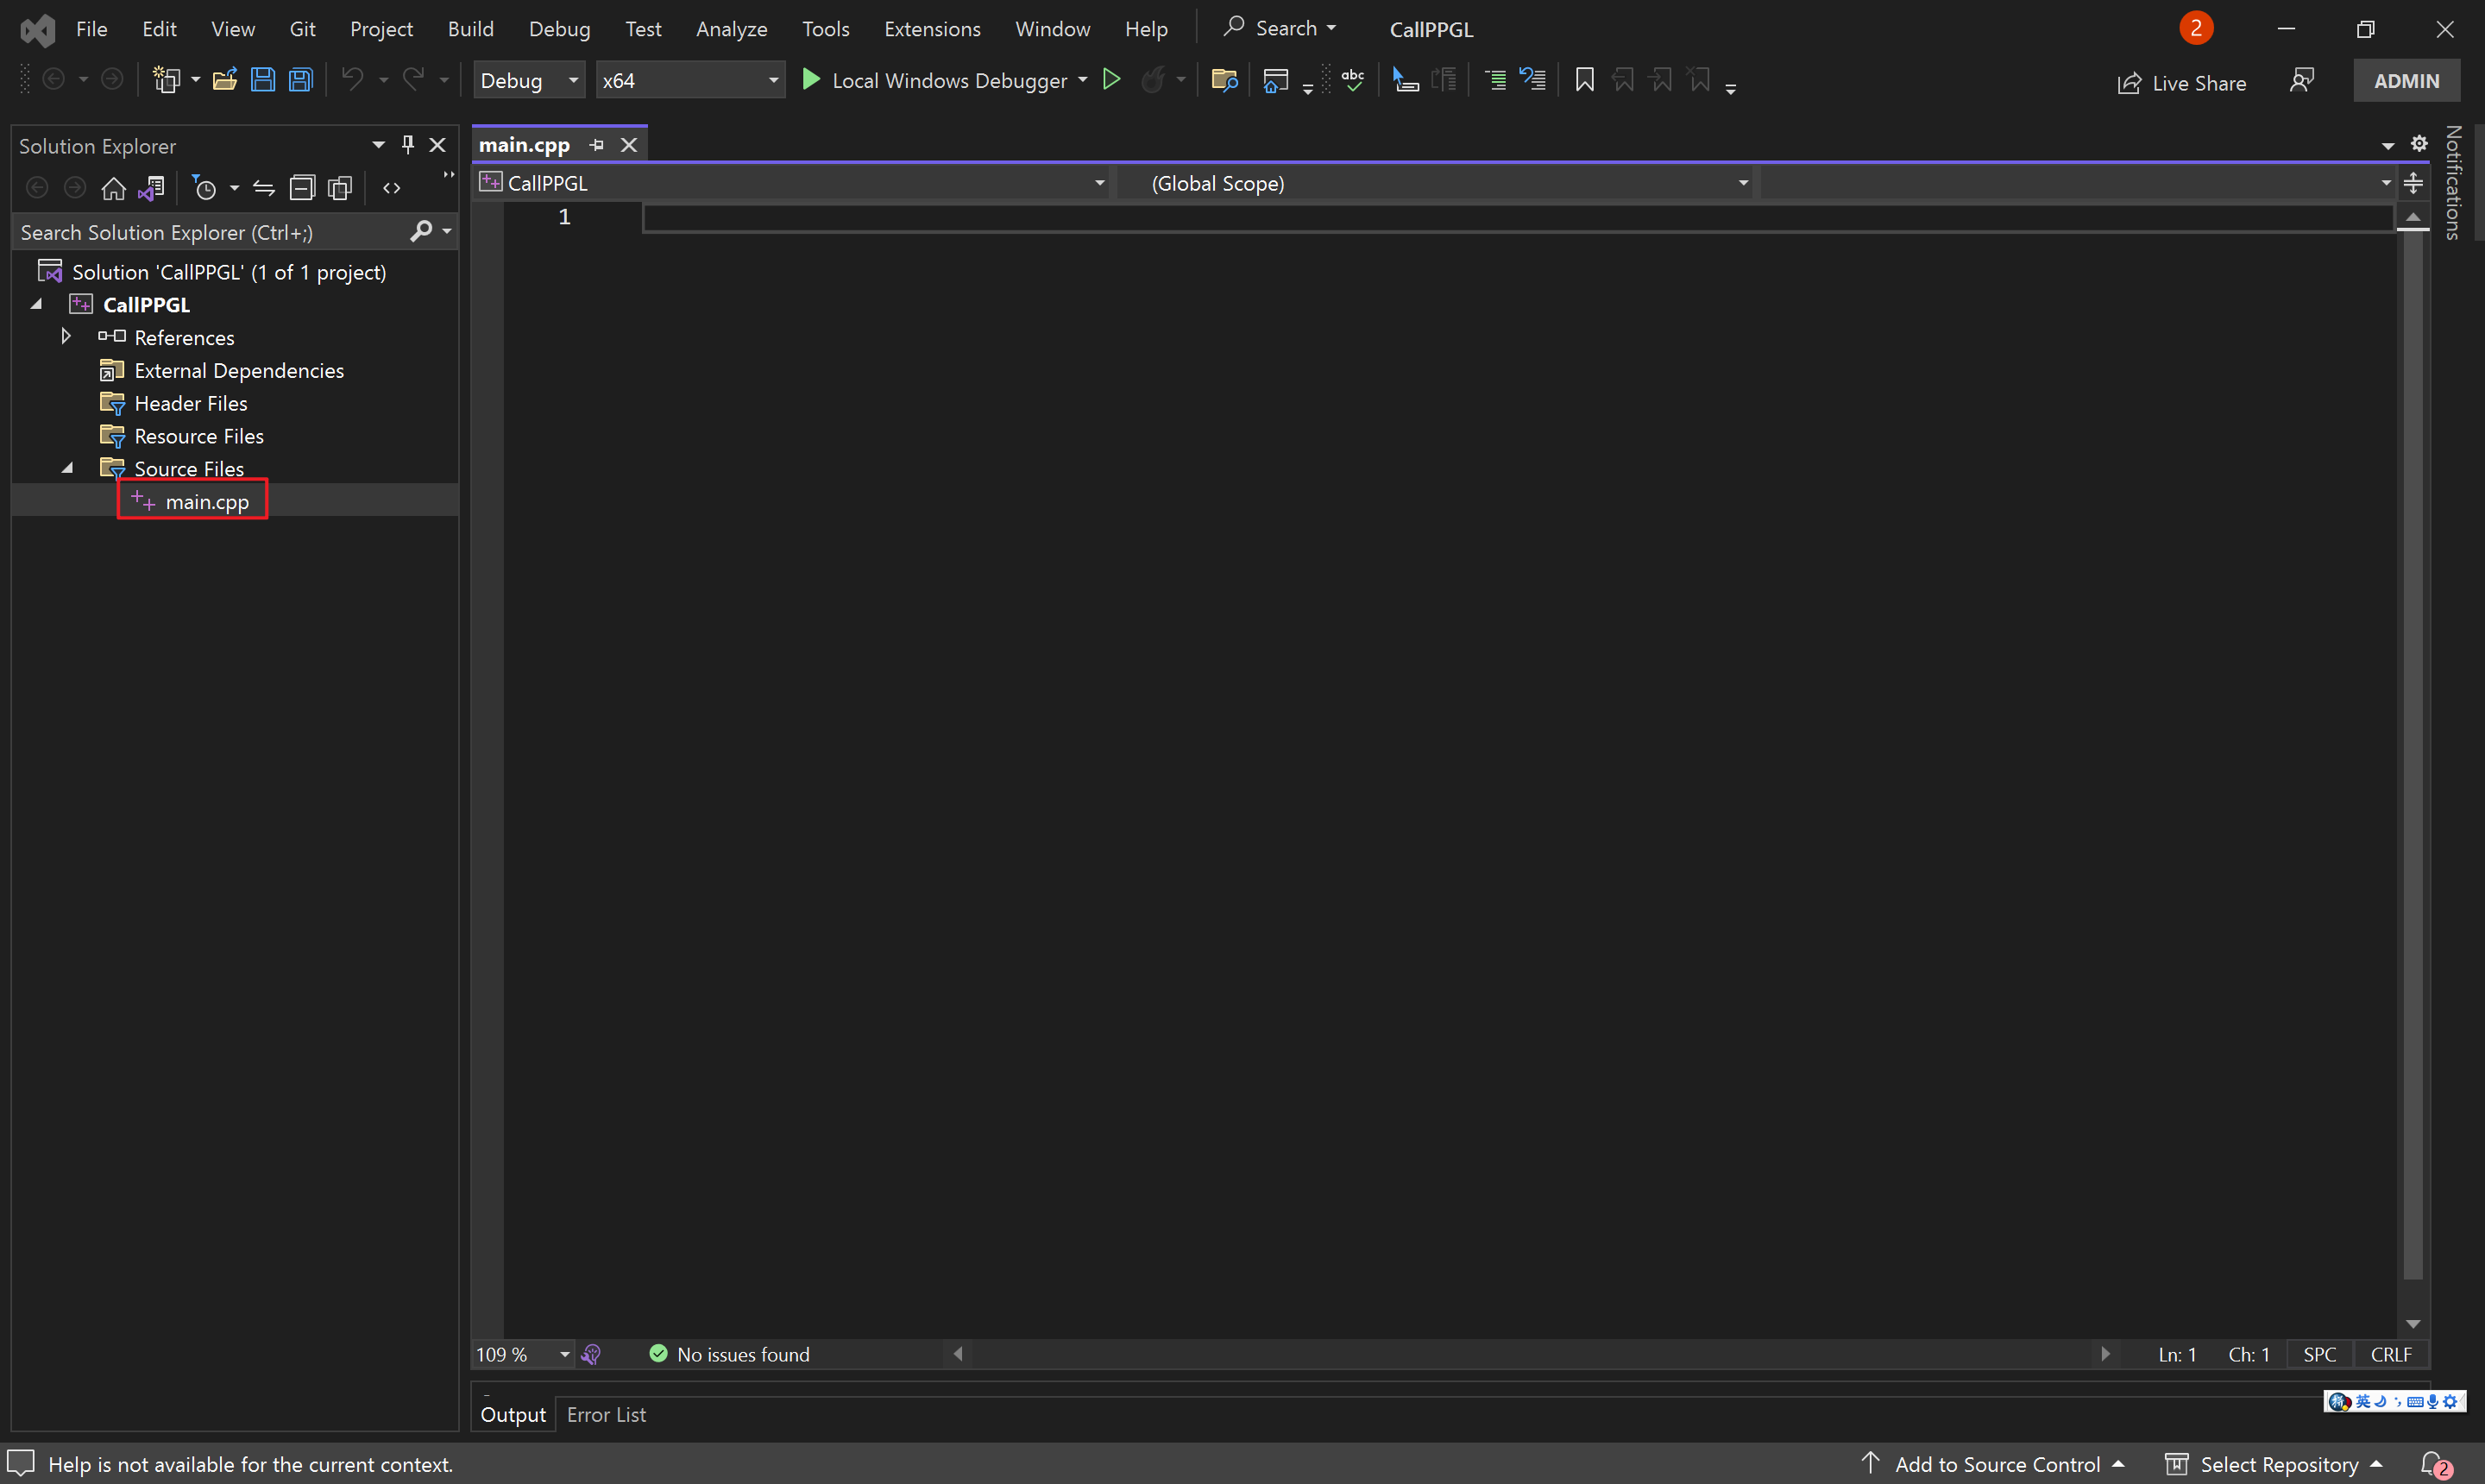 File Edit View Git Project Build Debug Test Analyze Tools Extensions Window Help Search CallPPGL 2
Debug x64 Local Windows Debugger abc Live Share ADMIN
Solution Explorer
Search Solution Explorer (Ctrl+;)
Solution 'CallPPGL' (1 of 1 project)
CallPPGL
References
External Dependencies
Header Files
Resource Files
Source Files
main.cpp
main.cpp
CallPPGL (Global Scope)
1
Notifications
109 % No issues found Ln: 1 Ch: 1 SPC CRLF
Output Error List
英
Help is not available for the current context. Add to Source Control Select Repository 2